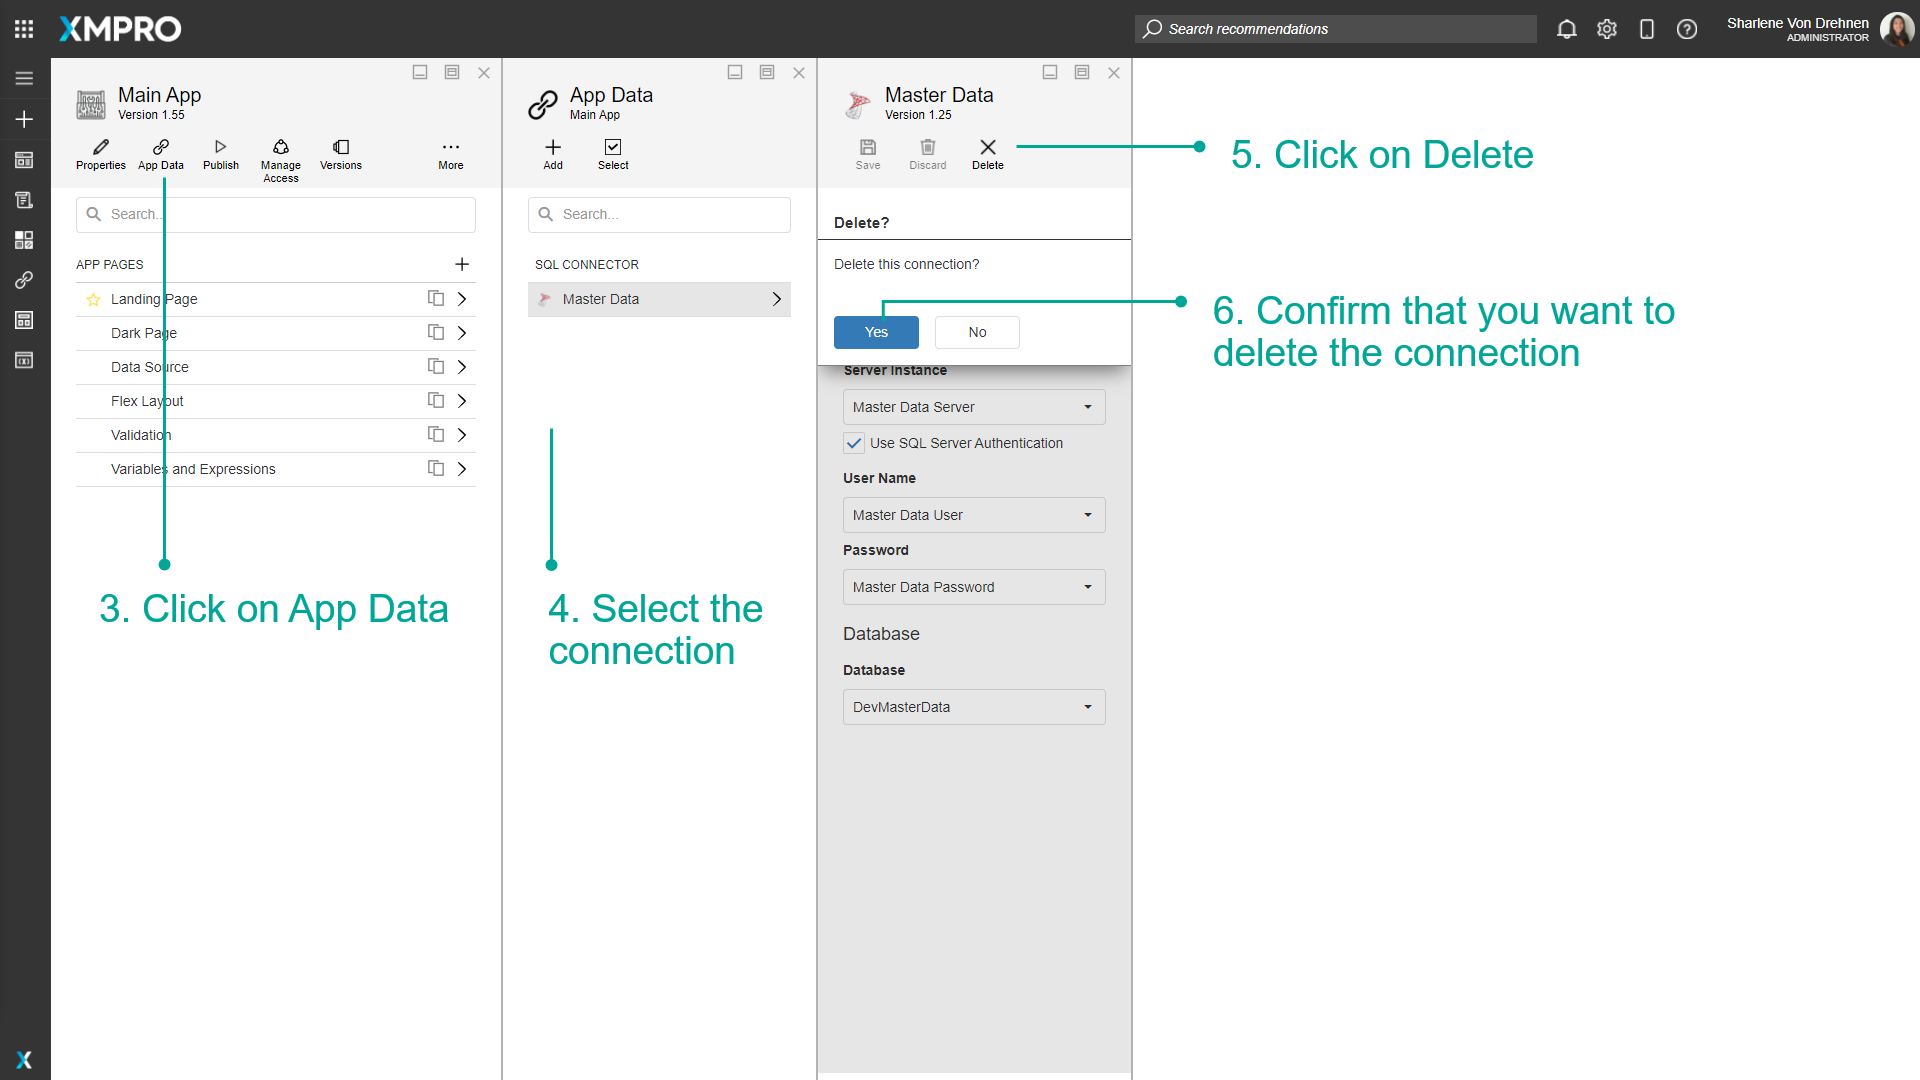 XMPRO
Search recommendations
Sharlene Von Drehnen
ADMINISTRATOR
Main App
Version 1.55
Properties
App Data
Publish
Manage
Access
Versions
More
Search...
APP PAGES
Landing Page
Dark Page
Data Source
Flex Layout
Validation
Variables and Expressions
3. Click on App Data
App Data
Main App
Add
Select
Search...
SQL CONNECTOR
Master Data
4. Select the
connection
Master Data
Version 1.25
Save
Discard
Delete
5. Click on Delete
Delete?
Delete this connection?
Yes
No
6. Confirm that you want to
delete the connection
Server Instance
Master Data Server
Use SQL Server Authentication
User Name
Master Data User
Password
Master Data Password
Database
Database
DevMasterData